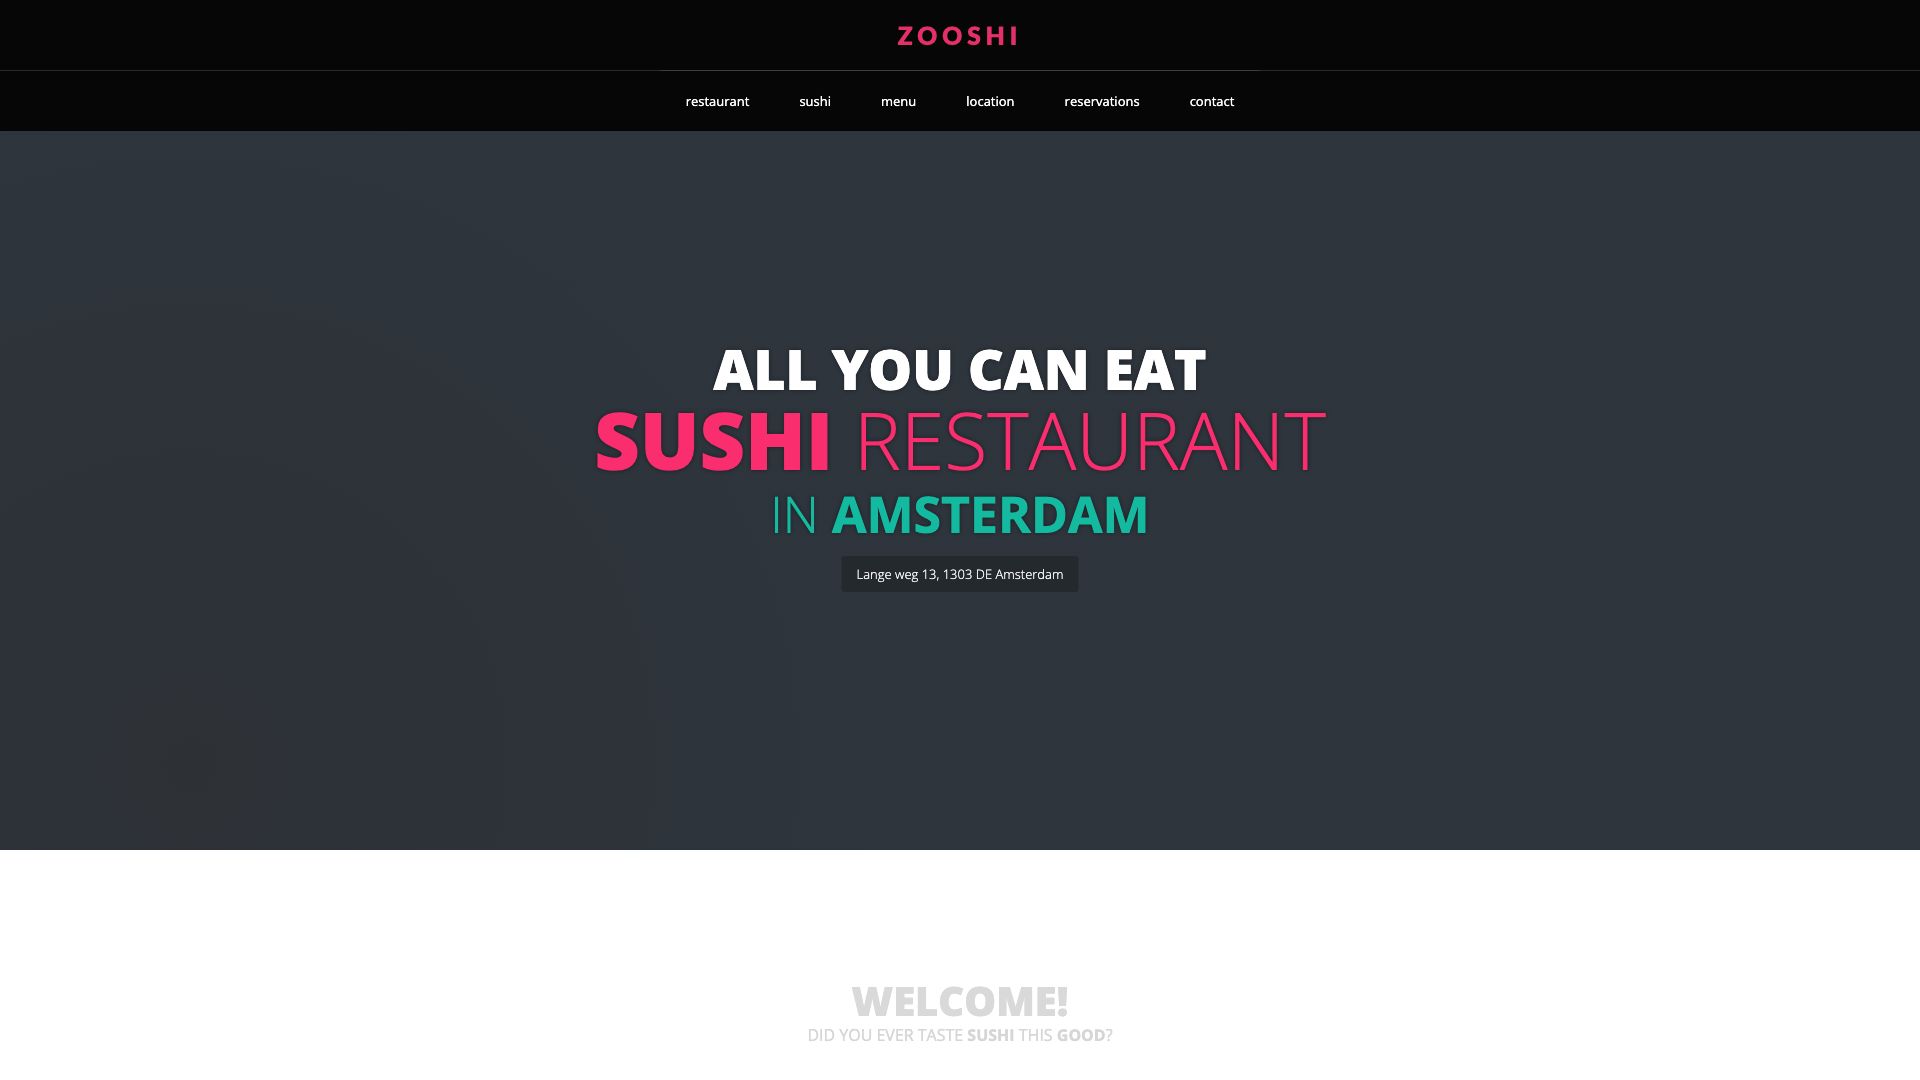 ZOOSHI
restaurant sushi menu location reservations contact
ALL YOU CAN EAT
SUSHI RESTAURANT
IN AMSTERDAM
Lange weg 13, 1303 DE Amsterdam
WELCOME!
DID YOU EVER TASTE SUSHI THIS GOOD?